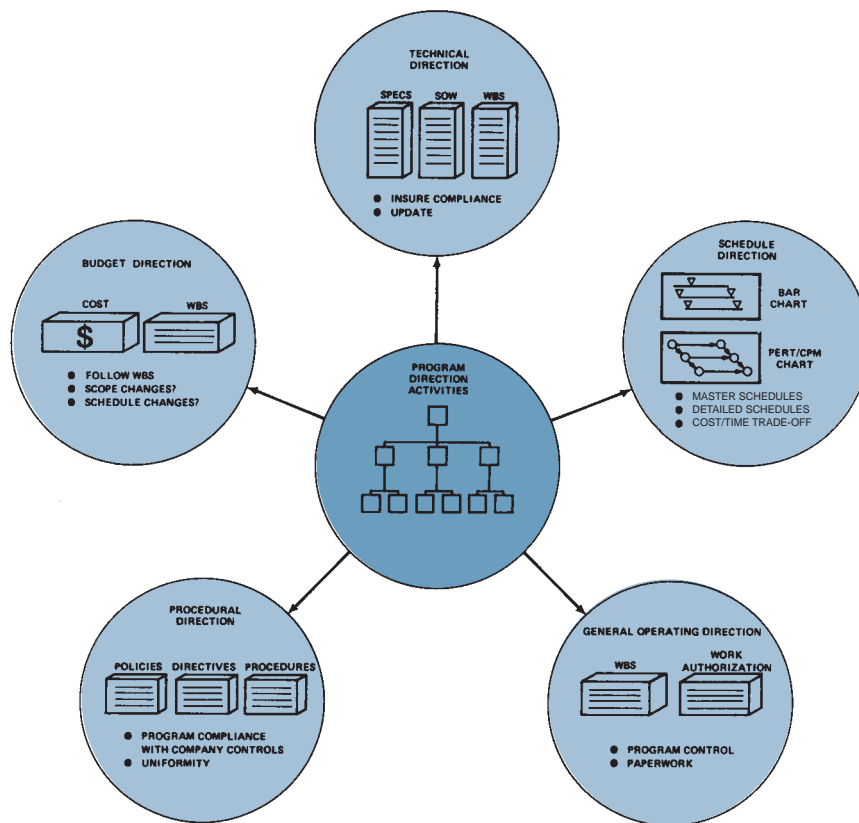 TECHNICAL
DIRECTION
SPECS SOW WBS
● INSURE COMPLIANCE
● UPDATE
BUDGET DIRECTION
COST WBS
$
● FOLLOW WBS
● SCOPE CHANGES?
● SCHEDULE CHANGES?
SCHEDULE
DIRECTION
BAR
CHART
PERT/CPM
CHART
● MASTER SCHEDULES
● DETAILED SCHEDULES
● COST/TIME TRADE-OFF
PROGRAM
DIRECTION
ACTIVITIES
PROCEDURAL
DIRECTION
POLICIES DIRECTIVES PROCEDURES
● PROGRAM COMPLIANCE
WITH COMPANY CONTROLS
● UNIFORMITY
GENERAL OPERATING DIRECTION
WBS
WORK
AUTHORIZATION
● PROGRAM CONTROL
● PAPERWORK